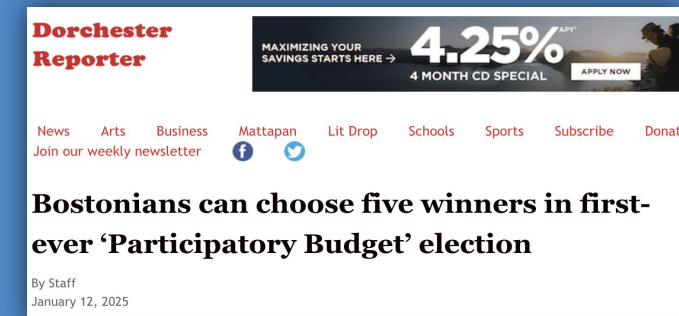 Dorchester
Reporter
MAXIMIZING YOUR
SAVINGS STARTS HERE →
4.25% APY*
4 MONTH CD SPECIAL
APPLY NOW
News Arts Business Mattapan Lit Drop Schools Sports Subscribe Donat
Join our weekly newsletter
Bostonians can choose five winners in first-
ever ‘Participatory Budget’ election
By Staff
January 12, 2025